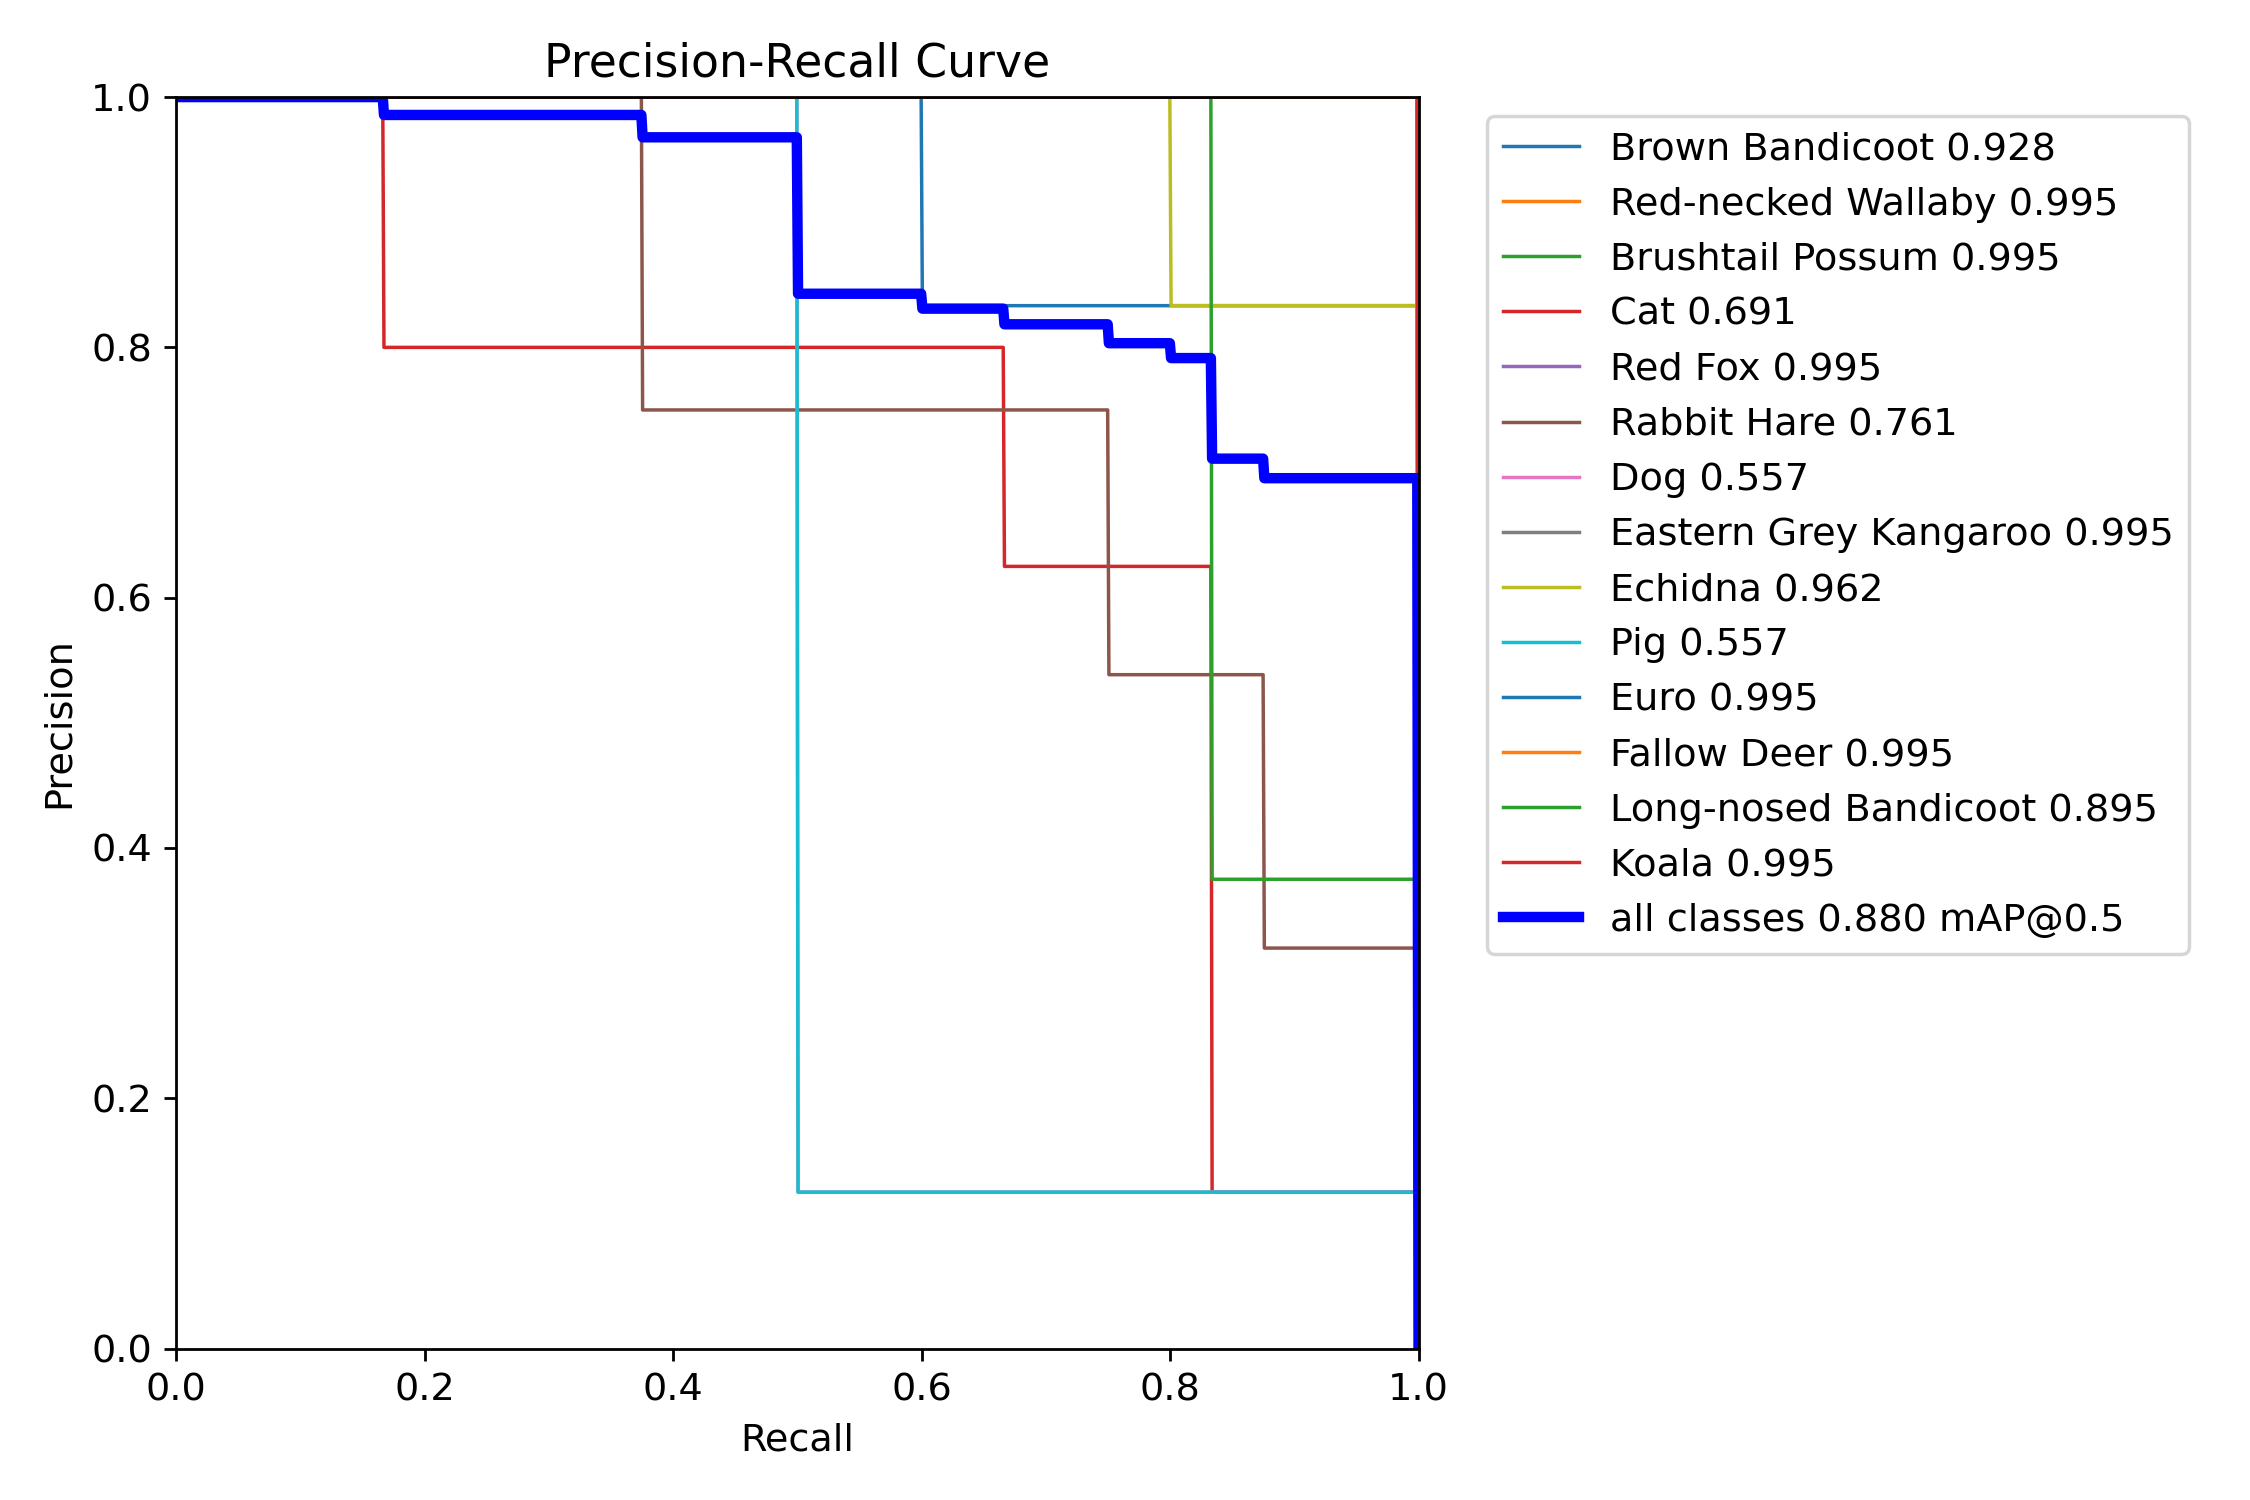 Precision-Recall Curve
1.0
0.8
0.6
0.4
0.2
0.0
Precision
0.0 0.2 0.4 0.6 0.8 1.0
Recall
Brown Bandicoot 0.928
Red-necked Wallaby 0.995
Brushtail Possum 0.995
Cat 0.691
Red Fox 0.995
Rabbit Hare 0.761
Dog 0.557
Eastern Grey Kangaroo 0.995
Echidna 0.962
Pig 0.557
Euro 0.995
Fallow Deer 0.995
Long-nosed Bandicoot 0.895
Koala 0.995
all classes 0.880 mAP@0.5